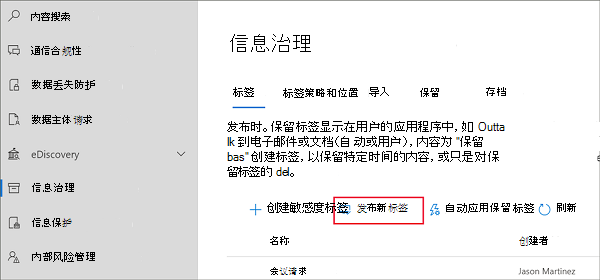 内容搜索
通信合规性
数据丢失防护
数据主体请求
eDiscovery
信息治理
信息保护
内部风险管理
信息治理
标签 标签策略和位置 导入 保留 存档
发布时。保留标签显示在用户的应用程序中，如 Outta
lk 到电子邮件或文档(自动或用户)，内容为 "保留
bas" 创建标签，以保留特定时间的内容，或只是对保
留标签的 del。
创建敏感度标签 发布新标签 自动应用保留标签 刷新
名称 创建者
会议请求 Jason Martinez